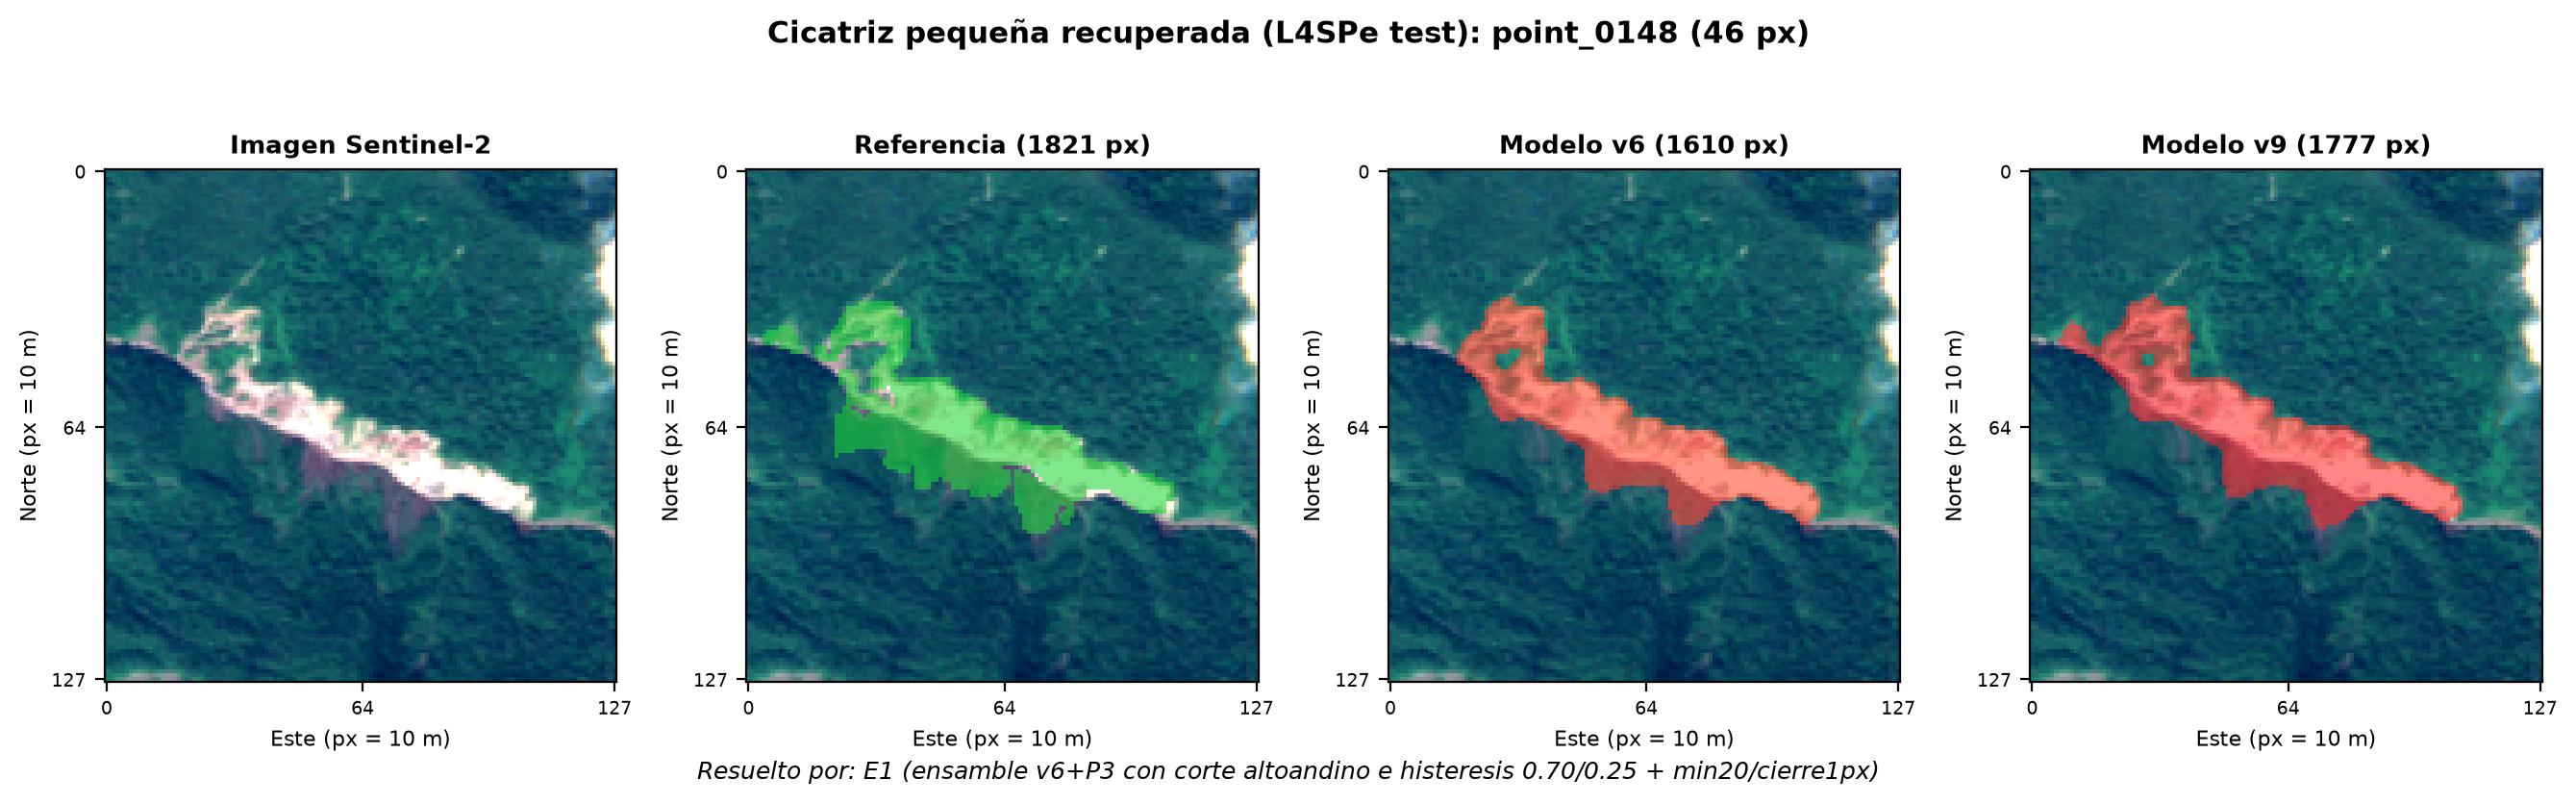 Cicatriz pequeña recuperada (L4SPe test): point_0148 (46 px)
Imagen Sentinel-2
Referencia (1821 px)
Modelo v6 (1610 px)
Modelo v9 (1777 px)
Norte (px = 10 m)
0
64
127
0
64
127
Este (px = 10 m)
Norte (px = 10 m)
0
64
127
0
64
127
Este (px = 10 m)
Norte (px = 10 m)
0
64
127
0
64
127
Este (px = 10 m)
Norte (px = 10 m)
0
64
127
0
64
127
Este (px = 10 m)
Resuelto por: E1 (ensamble v6+P3 con corte altoandino e histeresis 0.70/0.25 + min20/cierre1px)